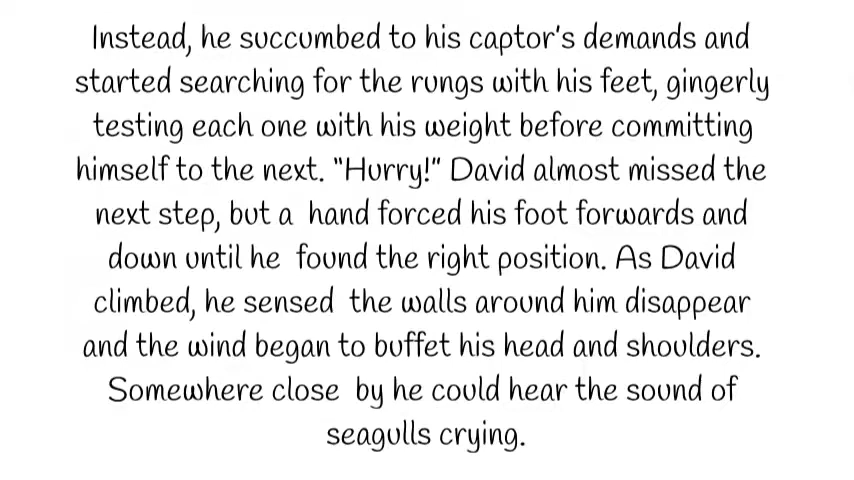 Instead, he succumbed to his captor's demands and
started searching for the rungs with his feet, gingerly
testing each one with his weight before committing
himself to the next. "Hurry!" David almost missed the
next step, but a  hand forced his foot forwards and
down until he  found the right position. As David
climbed, he sensed  the walls around him disappear
and the wind began to buffet his head and shoulders.
Somewhere close  by he could hear the sound of
seagulls crying.